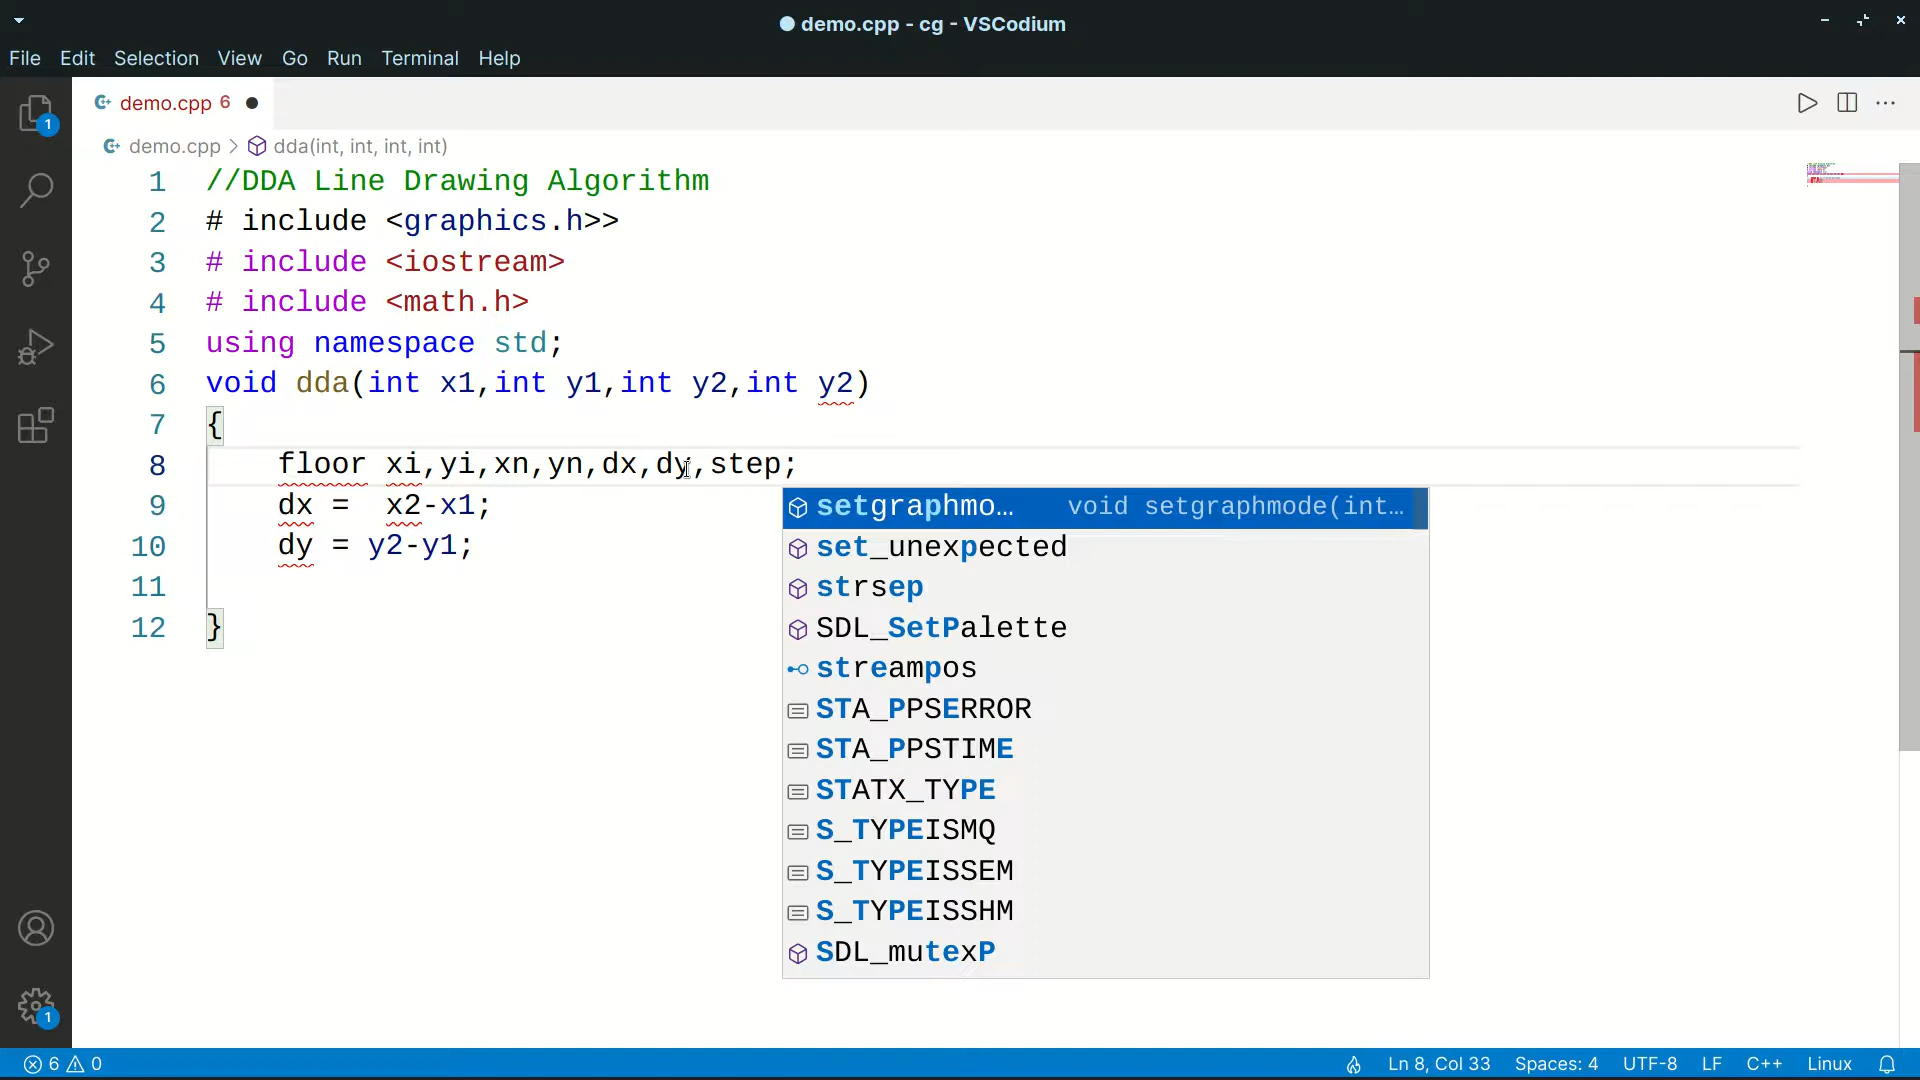 demo.cpp - cg - VSCodium
File Edit Selection View Go Run Terminal Help
demo.cpp 6
demo.cpp > dda(int, int, int, int)
1 //DDA Line Drawing Algorithm
2 # include <graphics.h>>
3 # include <iostream>
4 # include <math.h>
5 using namespace std;
6 void dda(int x1,int y1,int y2,int y2)
7 {
8 floor xi,yi,xn,yn,dx,dy,step;
9 dx =  x2-x1;
10 dy = y2-y1;
11
12 }
setgraphmo… void setgraphmode(int…
set_unexpected
strsep
SDL_SetPalette
streampos
STA_PPSERROR
STA_PPSTIME
STATX_TYPE
S_TYPEISMQ
S_TYPEISSEM
S_TYPEISSHM
SDL_mutexP
1
1
6 0 Ln 8, Col 33 Spaces: 4 UTF-8 LF C++ Linux